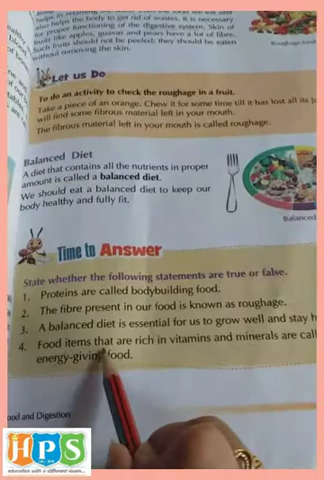 helps in
also helps the body to get rid of wastes. It is necessary
for proper functioning of the digestive system. Skin of
fruits like apples, guavas and pears have a lot of fibre.
Such fruits should not be peeled; they should be eaten
without removing the skin.
Roughage
Let us Do
To do an activity to check the roughage in a fruit.
Take a piece of an orange. Chew it for some time till it has lost all its
will find some fibrous material left in your mouth.
The fibrous material left in your mouth is called roughage.
Balanced Diet
A diet that contains all the nutrients in proper
amount is called a balanced diet.
We should eat a balanced diet to keep our
body healthy and fully fit.
Balanced
Time to Answer
State whether the following statements are true or false.
1. Proteins are called bodybuilding food.
2. The fibre present in our food is known as roughage.
3. A balanced diet is essential for us to grow well and stay h
4. Food items that are rich in vitamins and minerals are cal
energy-giving food.
ood and Digestion
HPS
education with a different vision...